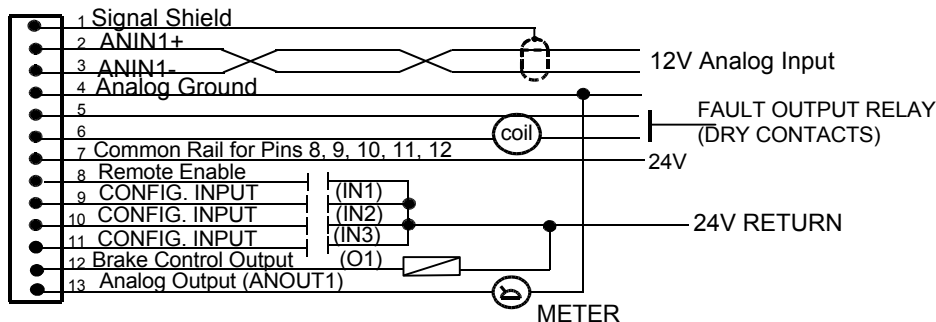 1 Signal Shield
2 ANIN1+
3 ANIN1-
12V Analog Input
4 Analog Ground
5
FAULT OUTPUT RELAY
(DRY CONTACTS)
6
coil
7 Common Rail for Pins 8, 9, 10, 11, 12
24V
8 Remote Enable
9 CONFIG. INPUT (IN1)
10 CONFIG. INPUT (IN2)
24V RETURN
11 CONFIG. INPUT (IN3)
12 Brake Control Output (O1)
13 Analog Output (ANOUT1)
METER